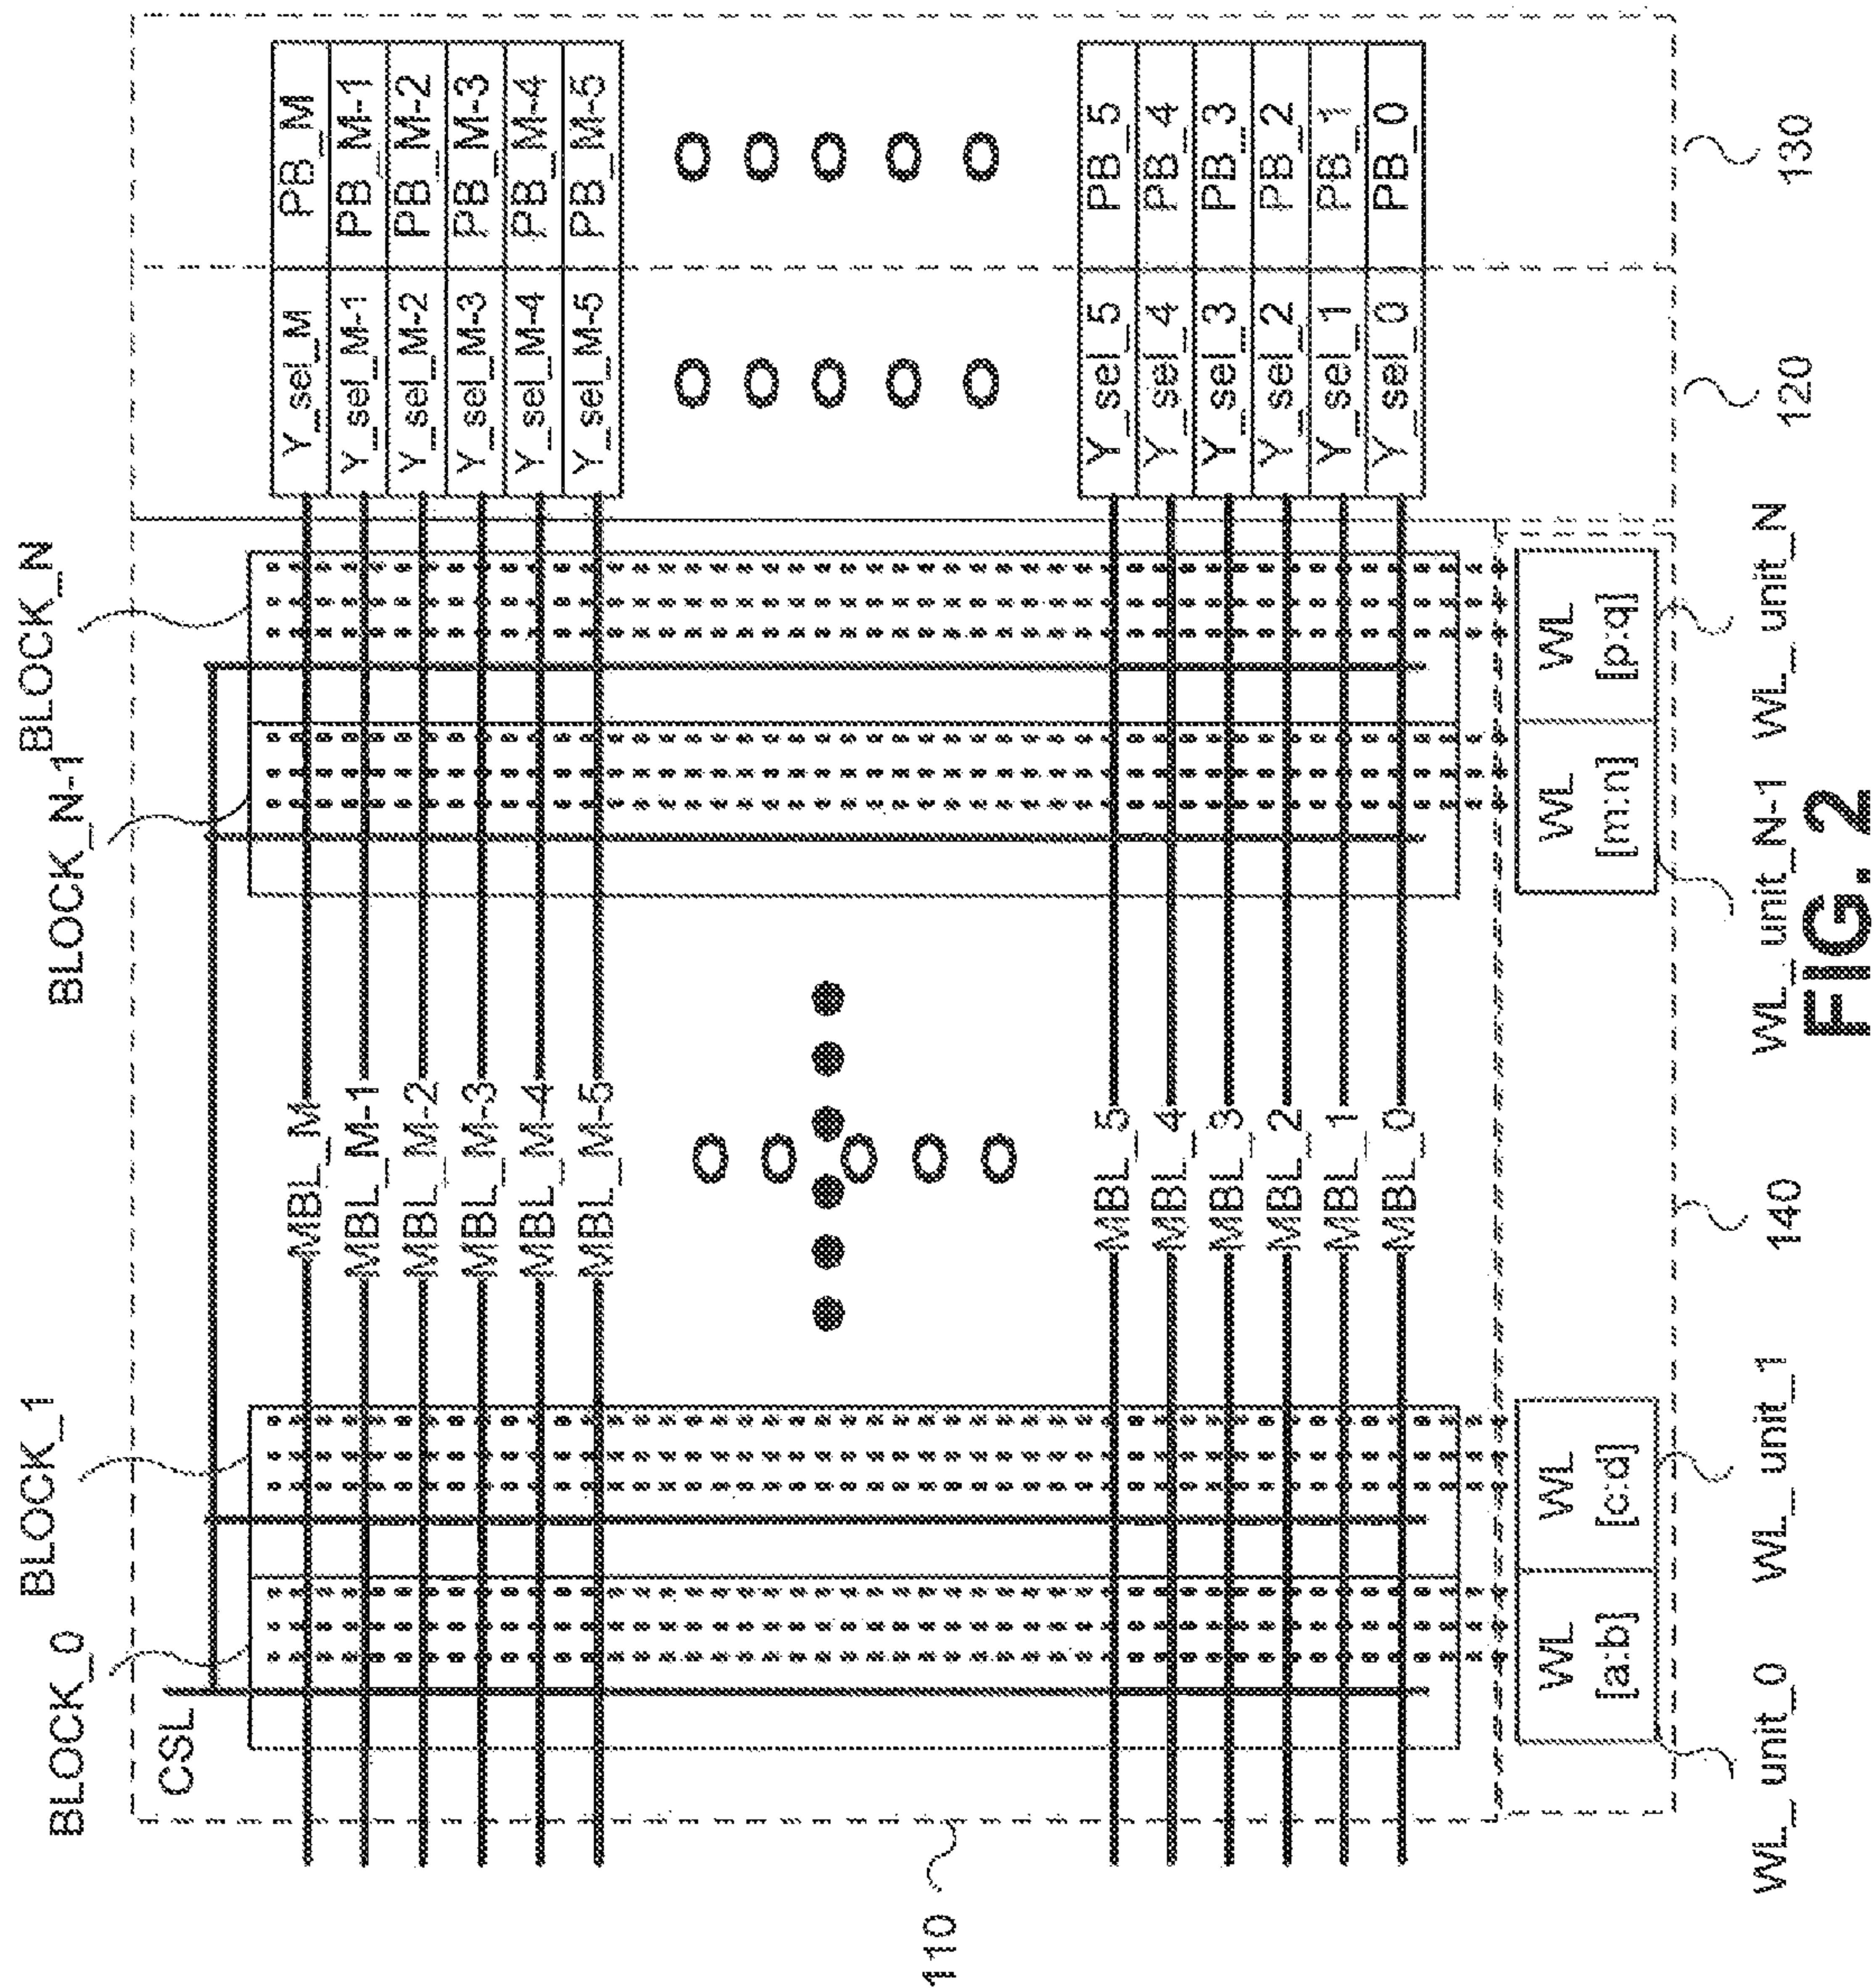 BLOCK_0
BLOCK_1
BLOCK_N-1
BLOCK_N
CSL
MBL_M
MBL_M-1
MBL_M-2
MBL_M-3
MBL_M-4
MBL_M-5
MBL_5
MBL_4
MBL_3
MBL_2
MBL_1
MBL_0
Y_sel_M PB_M
Y_sel_M-1 PB_M-1
Y_sel_M-2 PB_M-2
Y_sel_M-3 PB_M-3
Y_sel_M-4 PB_M-4
Y_sel_M-5 PB_M-5
Y_sel_5 PB_5
Y_sel_4 PB_4
Y_sel_3 PB_3
Y_sel_2 PB_2
Y_sel_1 PB_1
Y_sel_0 PB_0
WL
[a:b]
WL
[c:d]
WL
[m:n]
WL
[p:q]
110
WL_unit_0
WL_unit_1
140
WL_unit_N-1
WL_unit_N
120
130
FIG. 2